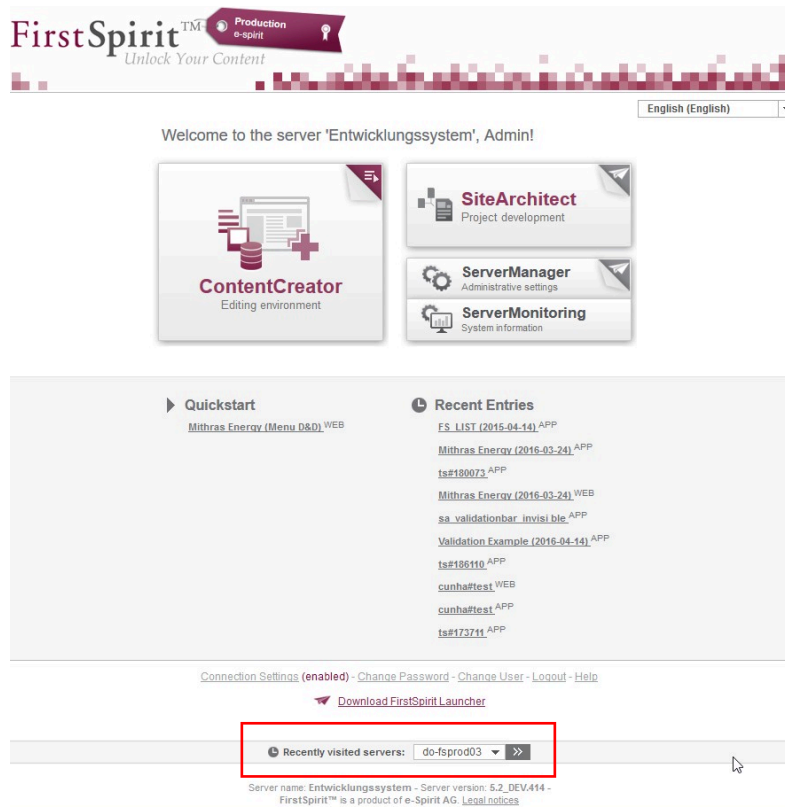 FirstSpirit™
Unlock Your Content
Production
e-spirit
English (English)
Welcome to the server 'Entwicklungssystem', Admin!
ContentCreator
Editing environment
SiteArchitect
Project development
ServerManager
Administrative settings
ServerMonitoring
System information
Quickstart
Mithras Energy (Menu D&D) WEB
Recent Entries
FS_LIST (2015-04-14) APP
Mithras Energy (2016-03-24) APP
ts#180073 APP
Mithras Energy (2016-03-24) WEB
sa_validationbar_invisi ble APP
Validation Example (2016-04-14) APP
ts#186110 APP
cunha#test WEB
cunha#test APP
ts#173711 APP
Connection Settings (enabled) - Change Password - Change User - Logout - Help
Download FirstSpirit Launcher
Recently visited servers: do-fsprod03
Server name: Entwicklungssystem - Server version: 5.2_DEV.414 -
FirstSpirit™ is a product of e-Spirit AG. Legal notices